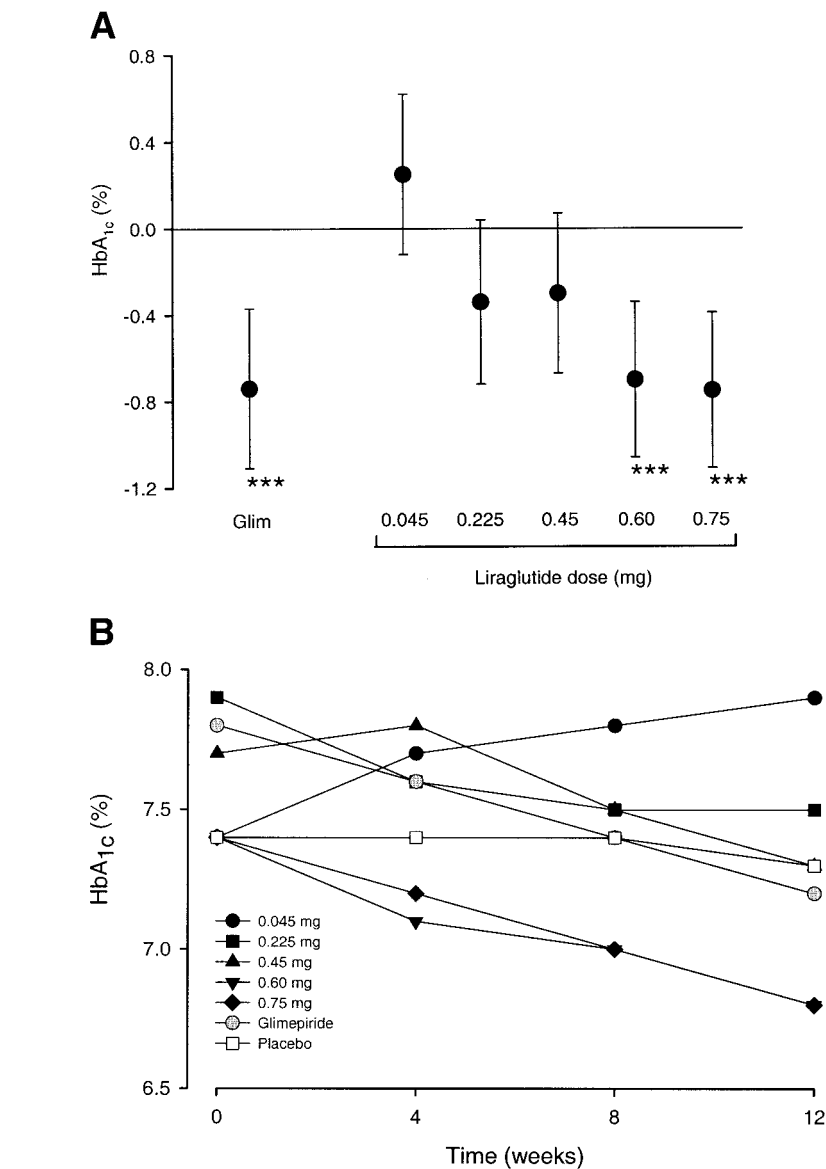 A
0.8
0.4
0.0
-0.4
-0.8
-1.2
HbA1c (%)
***
***
***
Glim
0.045 0.225 0.45 0.60 0.75
Liraglutide dose (mg)
B
8.0
7.5
7.0
6.5
HbA1c (%)
0.045 mg
0.225 mg
0.45 mg
0.60 mg
0.75 mg
Glimepiride
Placebo
0 4 8 12
Time (weeks)